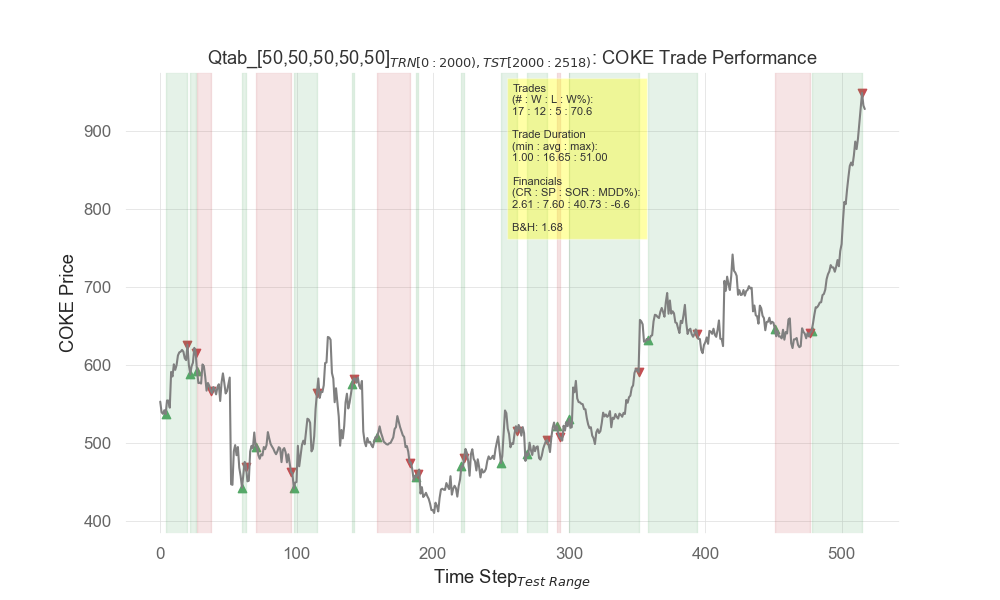 Qtab_[50,50,50,50,50]TRN[0 : 2000), TST[2000 : 2518): COKE Trade Performance
Trades
(# : W : L : W%):
17 : 12 : 5 : 70.6
Trade Duration
(min : avg : max):
1.00 : 16.65 : 51.00
Financials
(CR : SP : SOR : MDD%):
2.61 : 7.60 : 40.73 : -6.6
B&H: 1.68
COKE Price
900
800
700
600
500
400
0 100 200 300 400 500
Time Step Test Range